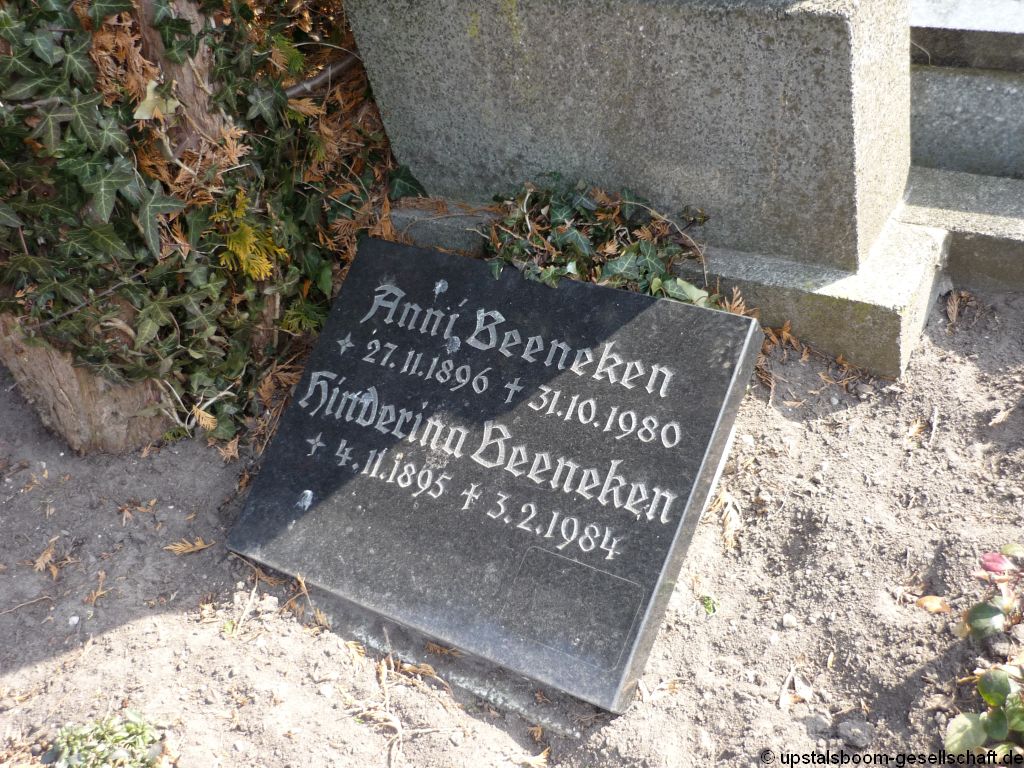 Anni Beeneken
+ 27.11.1896 † 31.10.1980
Hinderina Beeneken
+ 4.11.1895 † 3.2.1984
© upstalsboom-gesellschaft.de